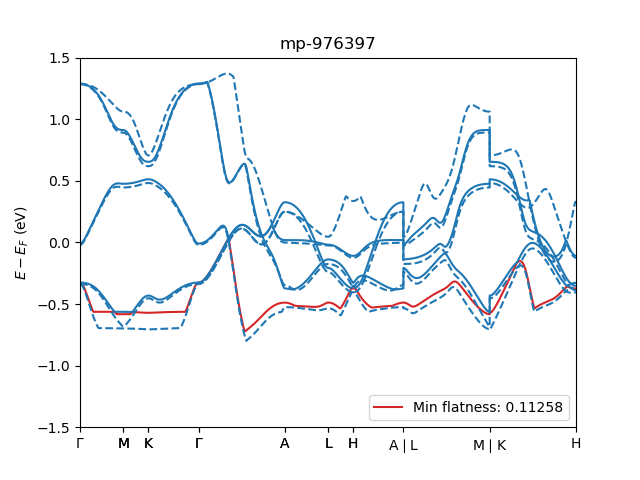 mp-976397
E − E_F (eV)
1.5
1.0
0.5
0.0
−0.5
−1.0
−1.5
Min flatness: 0.11258
Γ M K Γ A L H A | L M | K H